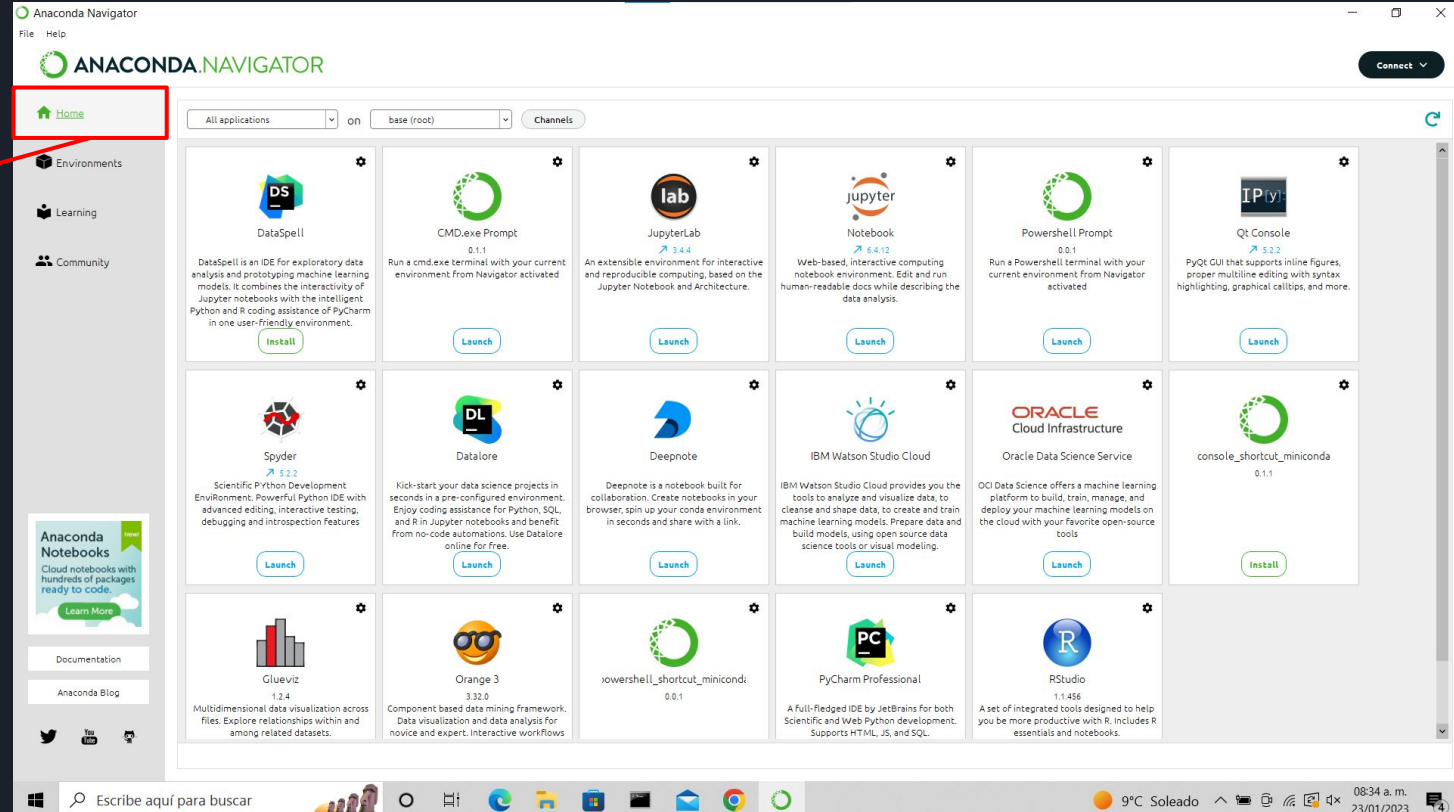 Anaconda Navigator
File Help
ANACONDA.NAVIGATOR
Connect
Home
Environments
Learning
Community
All applications on base (root) Channels
DS
DataSpell
DataSpell is an IDE for exploratory data
analysis and prototyping machine learning
models. It combines the interactivity of
Jupyter notebooks with the intelligent
Python and R coding assistance of PyCharm
in one user-friendly environment.
Install
CMD.exe Prompt
0.1.1
Run a cmd.exe terminal with your current
environment from Navigator activated
Launch
lab
JupyterLab
3.4.4
An extensible environment for interactive
and reproducible computing, based on the
Jupyter Notebook and Architecture.
Launch
jupyter
Notebook
6.4.12
Web-based, interactive computing
notebook environment. Edit and run
human-readable docs while describing the
data analysis.
Launch
Powershell Prompt
0.0.1
Run a Powershell terminal with your
current environment from Navigator
activated
Launch
IP[y]:
Qt Console
5.2.2
PyQt GUI that supports inline figures,
proper multiline editing with syntax
highlighting, graphical calltips, and more.
Launch
Spyder
5.2.2
Scientific PYthon Development
EnviRonment. Powerful Python IDE with
advanced editing, interactive testing,
debugging and introspection features
Launch
DL
Datalore
Kick-start your data science projects in
seconds in a pre-configured environment.
Enjoy coding assistance for Python, SQL,
and R in Jupyter notebooks and benefit
from no-code automations. Use Datalore
online for free.
Launch
Deepnote
Deepnote is a notebook built for
collaboration. Create notebooks in your
browser, spin up your conda environment
in seconds and share with a link.
Launch
IBM Watson Studio Cloud
IBM Watson Studio Cloud provides you the
tools to analyze and visualize data, to
cleanse and shape data, to create and train
machine learning models. Prepare data and
build models, using open source data
science tools or visual modeling.
Launch
ORACLE
Cloud Infrastructure
Oracle Data Science Service
OCI Data Science offers a machine learning
platform to build, train, manage, and
deploy your machine learning models on
the cloud with your favorite open-source
tools
Launch
console_shortcut_miniconda
0.1.1
Install
Glueviz
1.2.4
Multidimensional data visualization across
files. Explore relationships within and
among related datasets.
Orange 3
3.32.0
Component based data mining framework.
Data visualization and data analysis for
novice and expert. Interactive workflows
powershell_shortcut_miniconda
0.0.1
PC
PyCharm Professional
A full-fledged IDE by JetBrains for both
Scientific and Web Python development.
Supports HTML, JS, and SQL.
R
RStudio
1.1.456
A set of integrated tools designed to help
you be more productive with R. Includes R
essentials and notebooks.
Anaconda
Notebooks
New!
Cloud notebooks with
hundreds of packages
ready to code.
Learn More
Documentation
Anaconda Blog
You
Tube
Escribe aquí para buscar
9°C Soleado
08:34 a. m.
23/01/2023
4